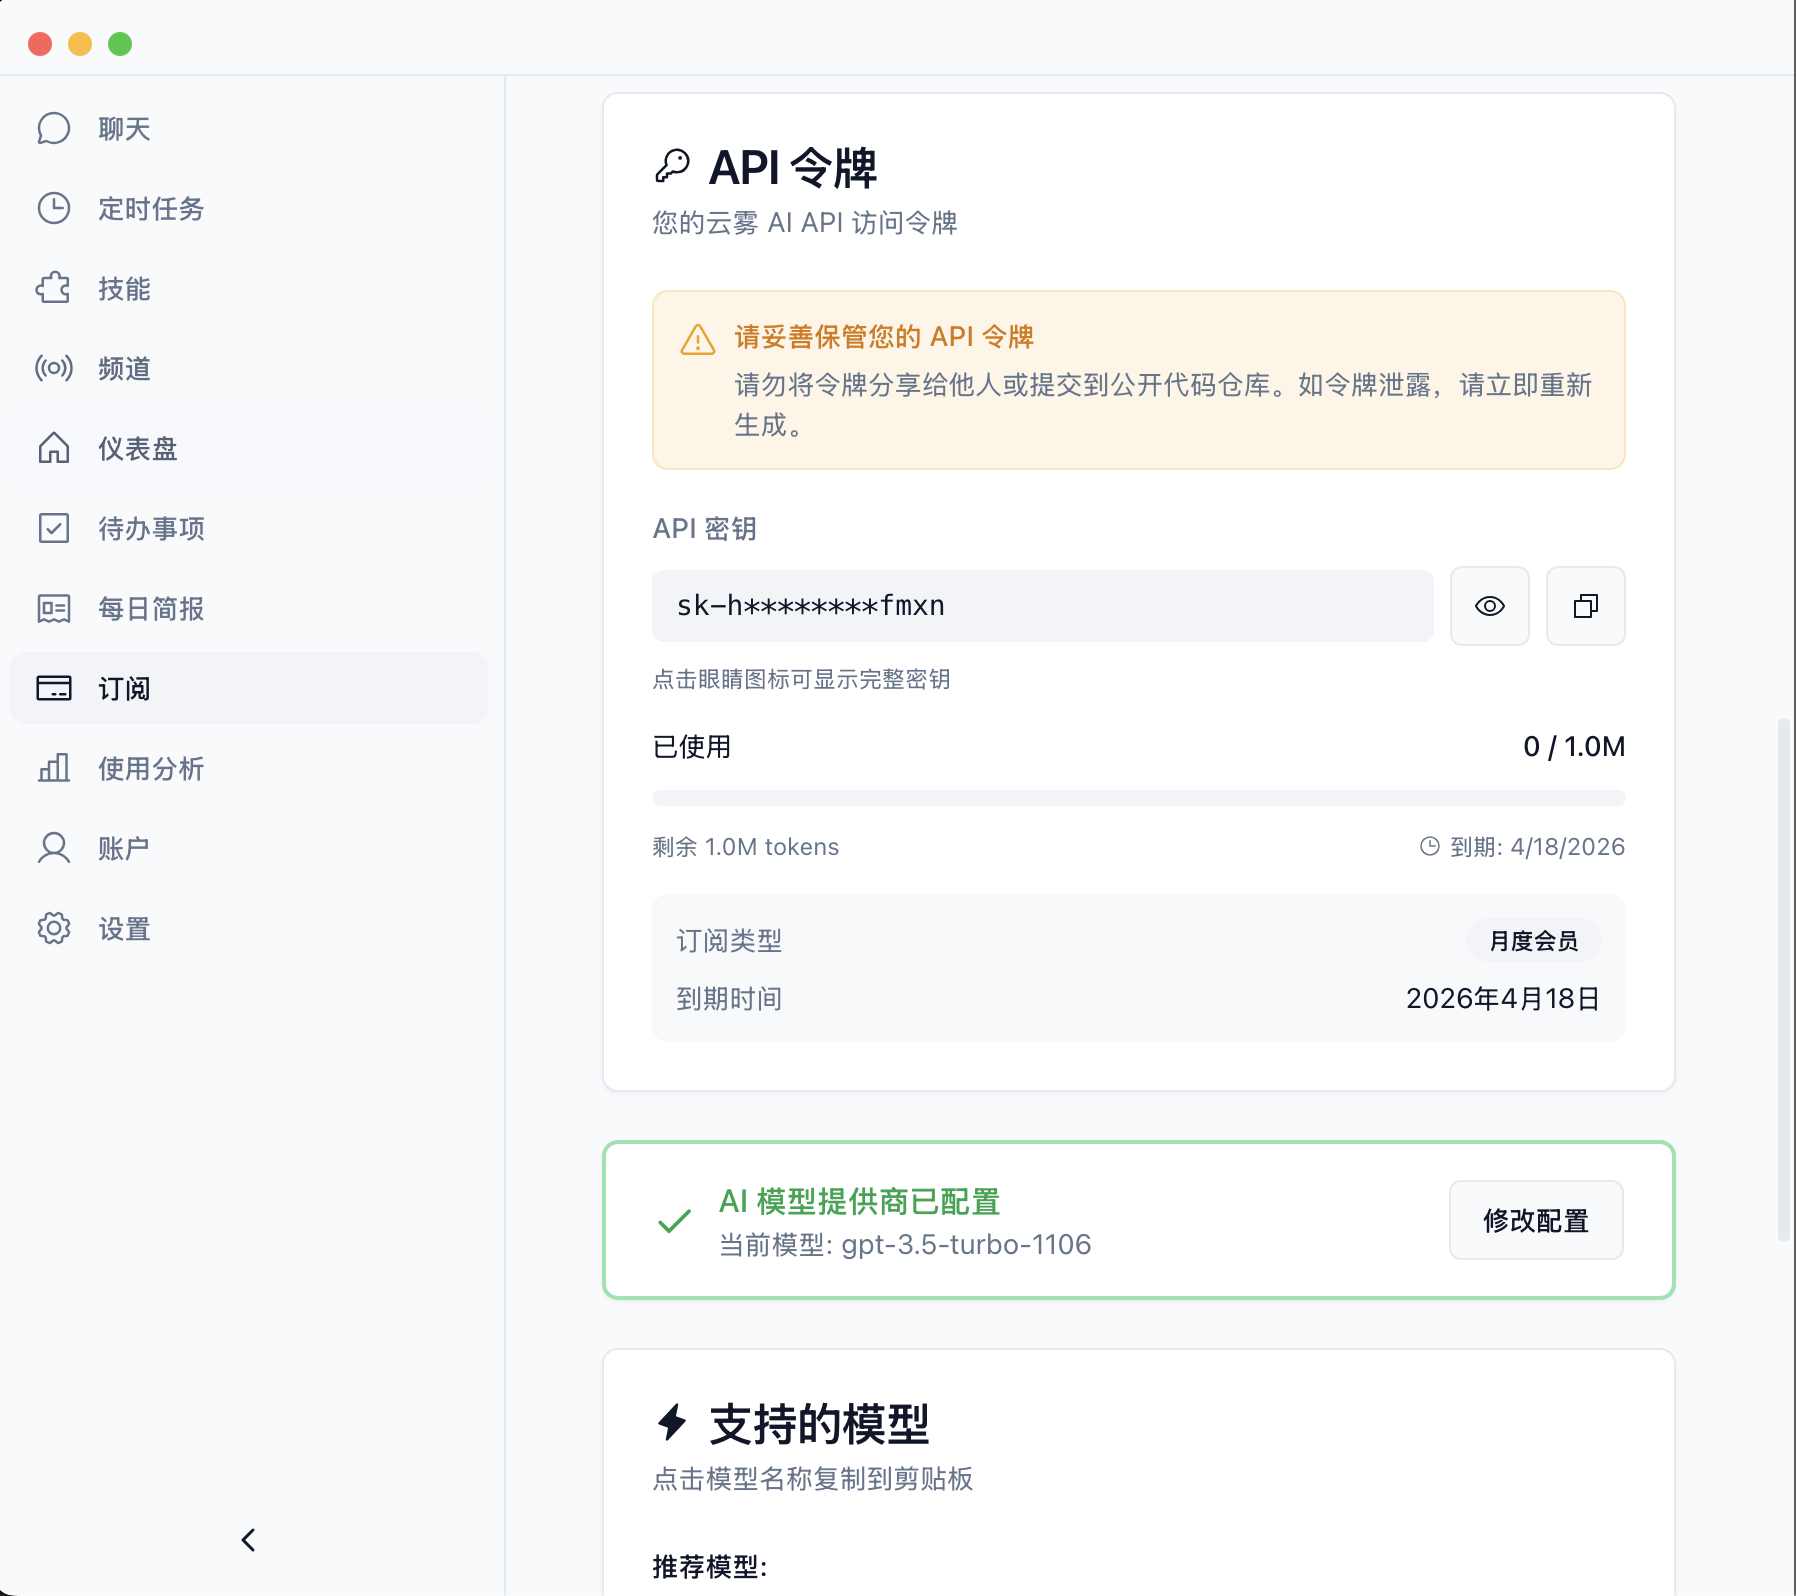 聊天
定时任务
技能
频道
仪表盘
待办事项
每日简报
订阅
使用分析
账户
设置
API 令牌
您的云雾 AI API 访问令牌
请妥善保管您的 API 令牌
请勿将令牌分享给他人或提交到公开代码仓库。如令牌泄露，请立即重新
生成。
API 密钥
sk-h********fmxn
点击眼睛图标可显示完整密钥
已使用 0 / 1.0M
剩余 1.0M tokens 到期: 4/18/2026
订阅类型 月度会员
到期时间 2026年4月18日
AI 模型提供商已配置
当前模型: gpt-3.5-turbo-1106
修改配置
支持的模型
点击模型名称复制到剪贴板
推荐模型: